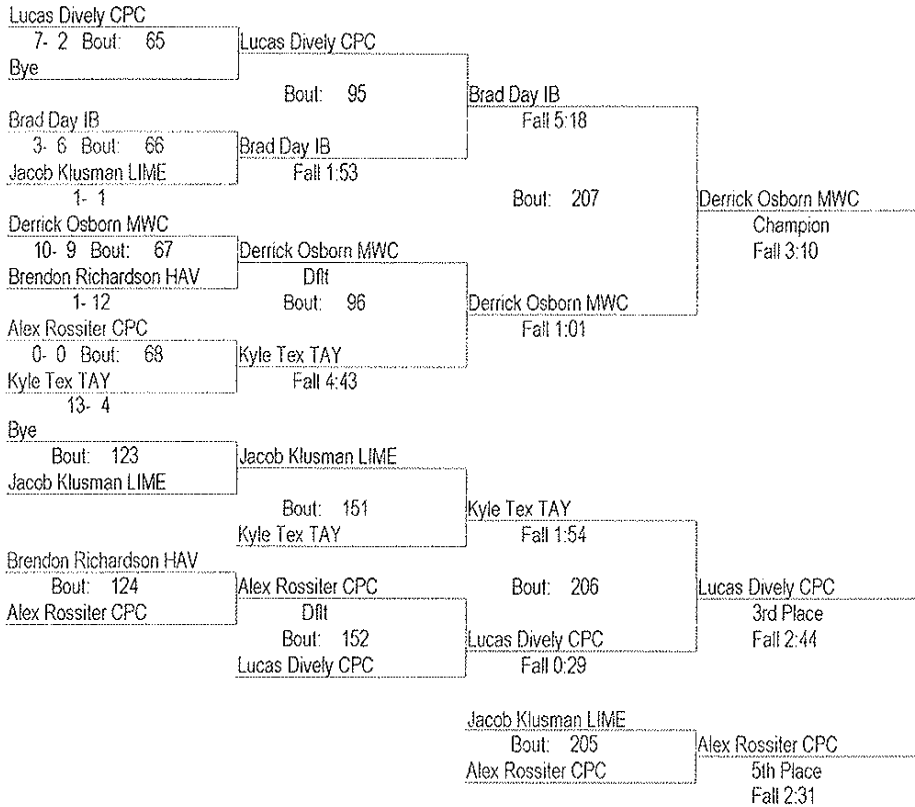 Lucas Dively CPC
7- 2 Bout: 65
Bye
Lucas Dively CPC
Bout: 95
Brad Day IB
3- 6 Bout: 66
Jacob Klusman LIME
1- 1
Brad Day IB
Fall 1:53
Brad Day IB
Fall 5:18
Bout: 207
Derrick Osborn MWC
10- 9 Bout: 67
Brendon Richardson HAV
1- 12
Derrick Osborn MWC
Dflt
Bout: 96
Alex Rossiter CPC
0- 0 Bout: 68
Kyle Tex TAY
13- 4
Kyle Tex TAY
Fall 4:43
Derrick Osborn MWC
Fall 1:01
Derrick Osborn MWC
Champion
Fall 3:10
Bye
Bout: 123
Jacob Klusman LIME
Jacob Klusman LIME
Bout: 151
Kyle Tex TAY
Kyle Tex TAY
Fall 1:54
Bout: 206
Brendon Richardson HAV
Bout: 124
Alex Rossiter CPC
Alex Rossiter CPC
Dflt
Bout: 152
Lucas Dively CPC
Lucas Dively CPC
Fall 0:29
Lucas Dively CPC
3rd Place
Fall 2:44
Jacob Klusman LIME
Bout: 205
Alex Rossiter CPC
Alex Rossiter CPC
5th Place
Fall 2:31